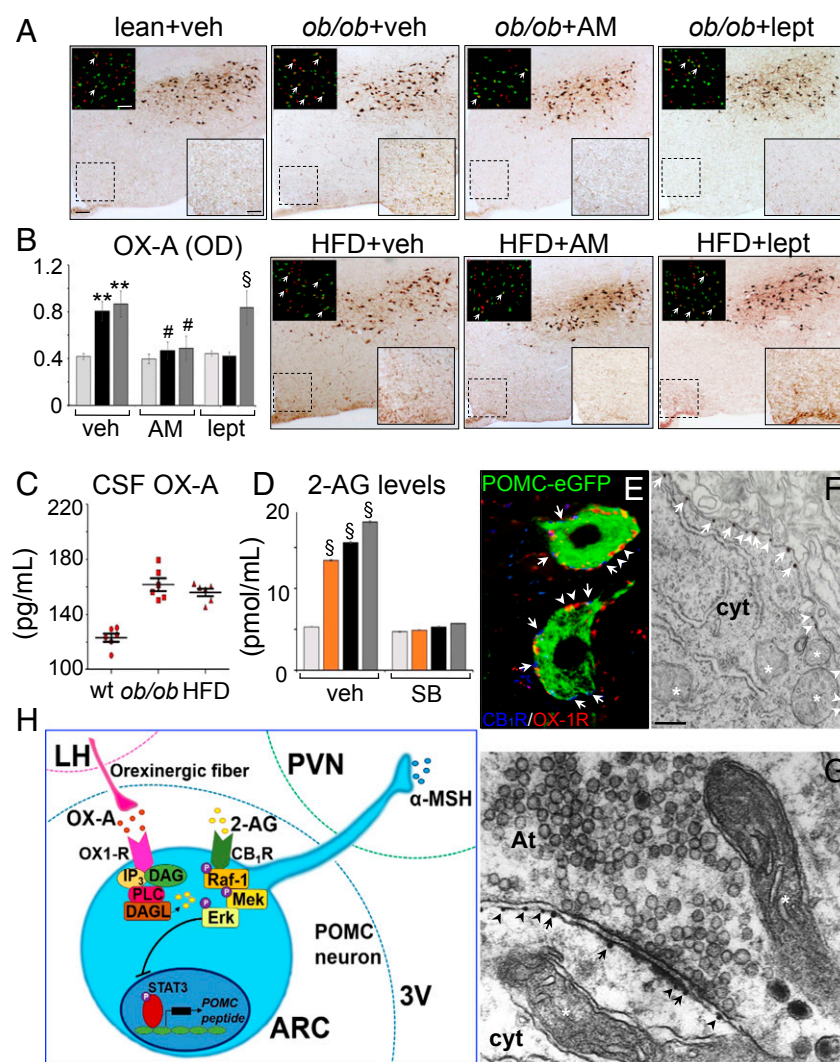 A
lean+veh
ob/ob+veh
ob/ob+AM
ob/ob+lept
B
OX-A (OD)
1.2
0.8
0.4
0
**
**
#
#
§
veh
AM
lept
HFD+veh
HFD+AM
HFD+lept
C
CSF OX-A
(pg/mL)
220
180
140
100
wt
ob/ob
HFD
D
2-AG levels
(pmol/mL)
20
10
0
§
§
§
veh
SB
POMC-eGFP
E
CB1R/OX-1R
F
cyt
*
*
*
G
At
*
*
cyt
H
LH
Orexinergic fiber
PVN
α-MSH
OX-A
2-AG
OX1-R
CB1R
IP3
DAG
PLC
DAGL
P
Raf-1
P
Mek
P
Erk
POMC
neuron
P
STAT3
POMC
peptide
ARC
3V